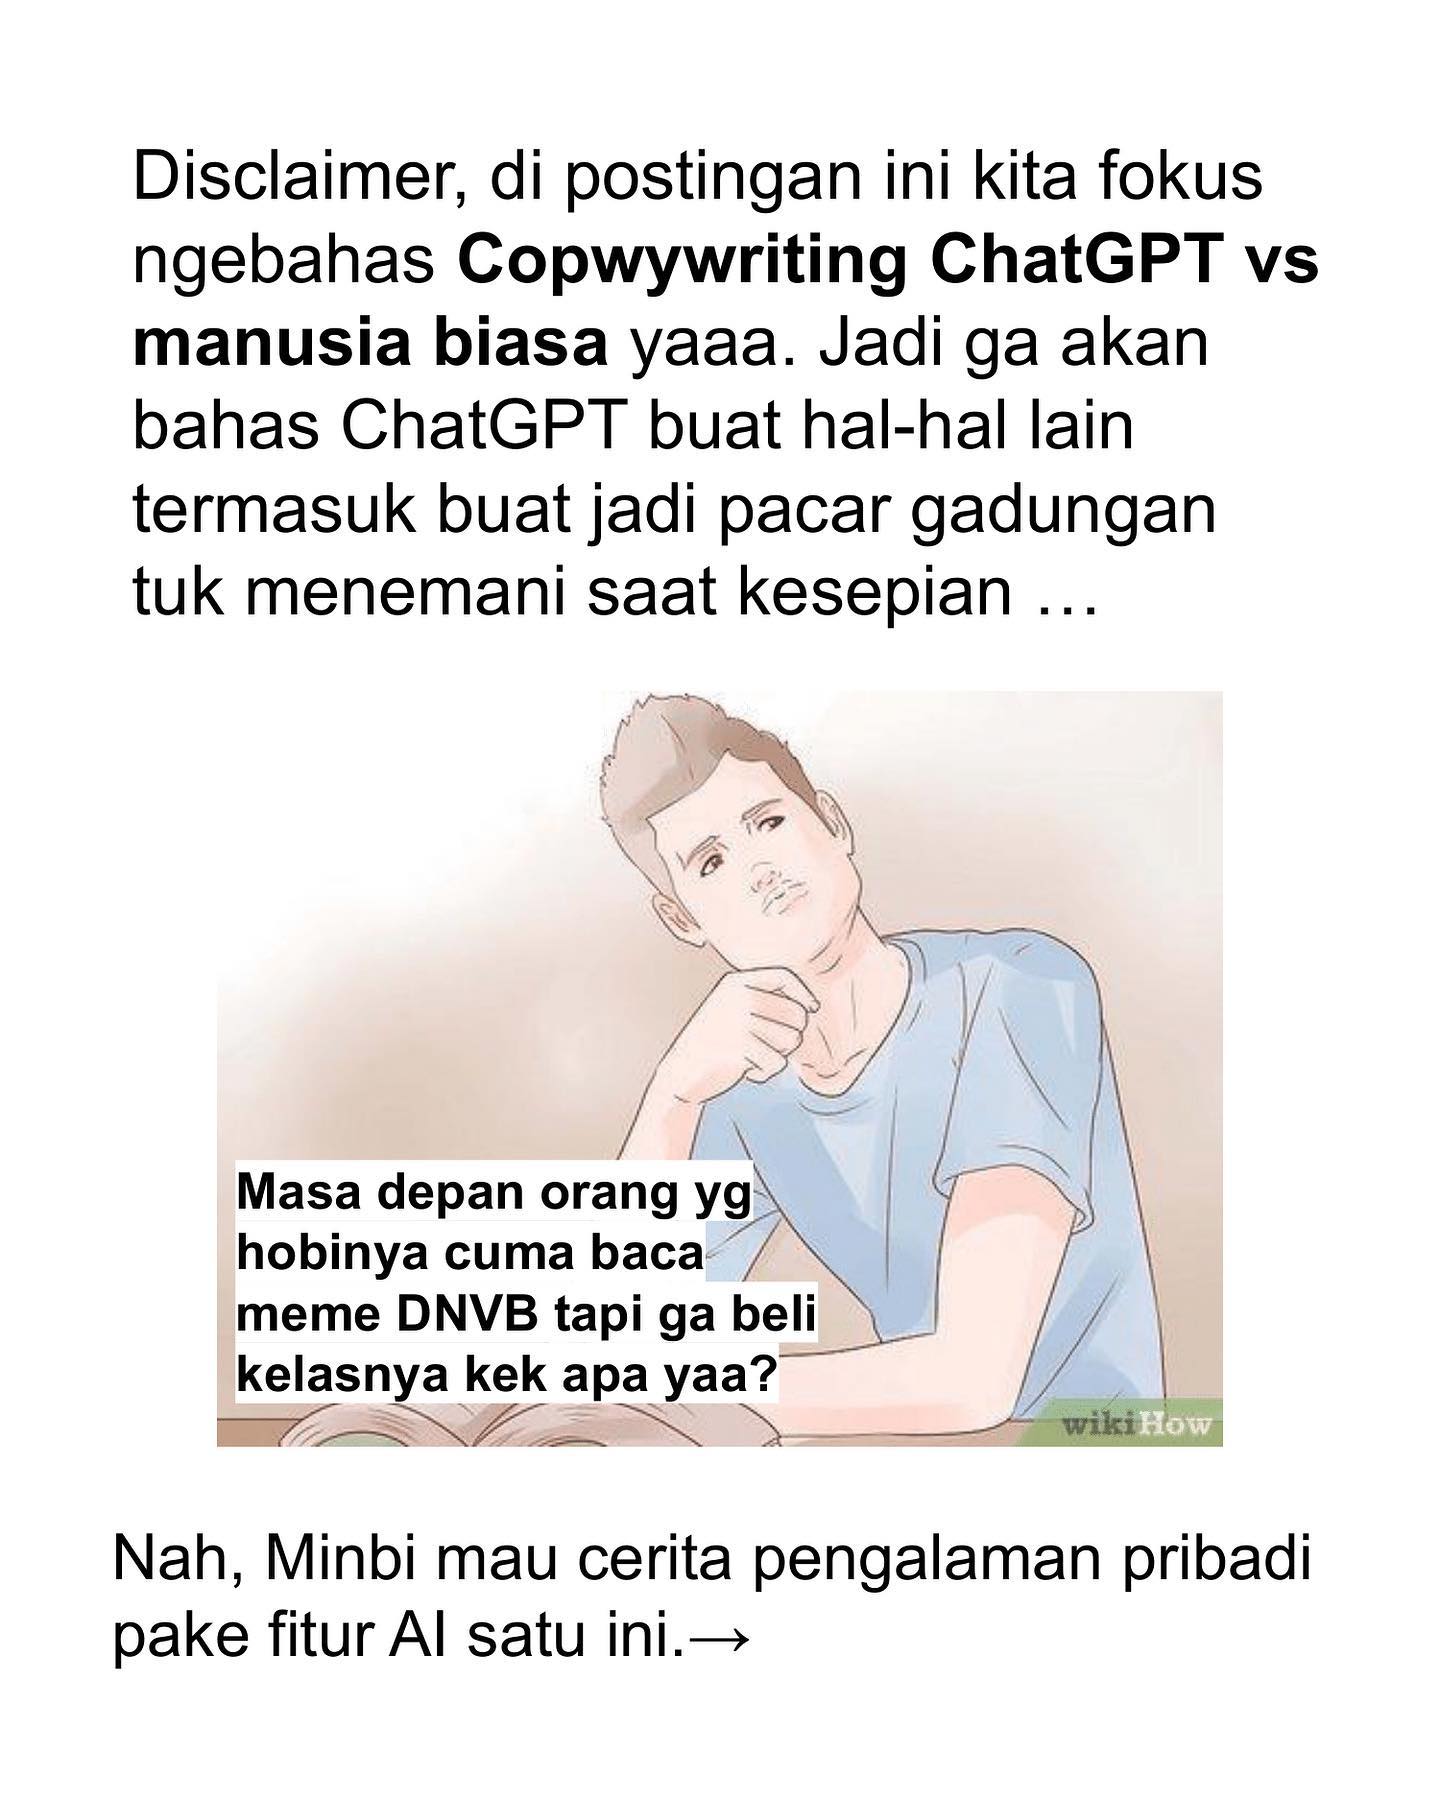 Disclaimer, di postingan ini kita fokus
ngebahas Copwywriting ChatGPT vs
manusia biasa yaaa. Jadi ga akan
bahas ChatGPT buat hal-hal lain
termasuk buat jadi pacar gadungan
tuk menemani saat kesepian …
Masa depan orang yg
hobinya cuma baca
meme DNVB tapi ga beli
kelasnya kek apa yaa?
wikiHow
Nah, Minbi mau cerita pengalaman pribadi
pake fitur AI satu ini.→